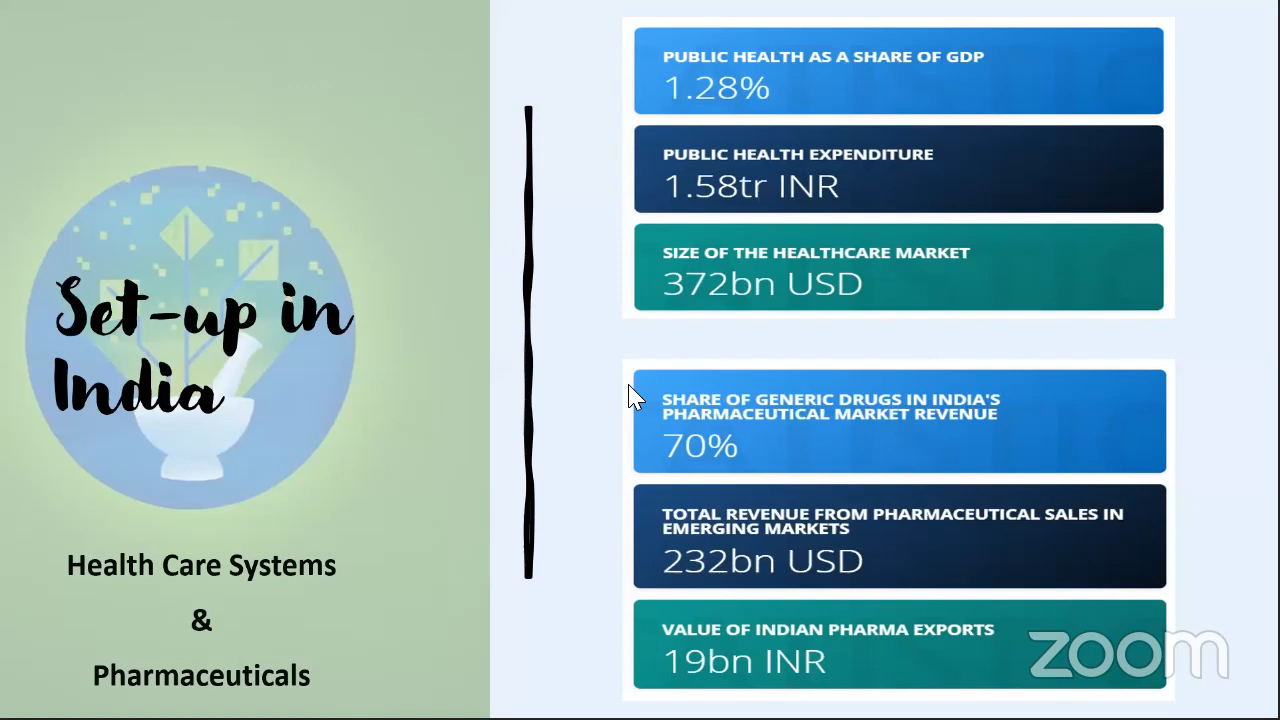 Set-up in
India
Health Care Systems
&
Pharmaceuticals
PUBLIC HEALTH AS A SHARE OF GDP
1.28%
PUBLIC HEALTH EXPENDITURE
1.58tr INR
SIZE OF THE HEALTHCARE MARKET
372bn USD
SHARE OF GENERIC DRUGS IN INDIA'S
PHARMACEUTICAL MARKET REVENUE
70%
TOTAL REVENUE FROM PHARMACEUTICAL SALES IN
EMERGING MARKETS
232bn USD
VALUE OF INDIAN PHARMA EXPORTS
19bn INR
zoom